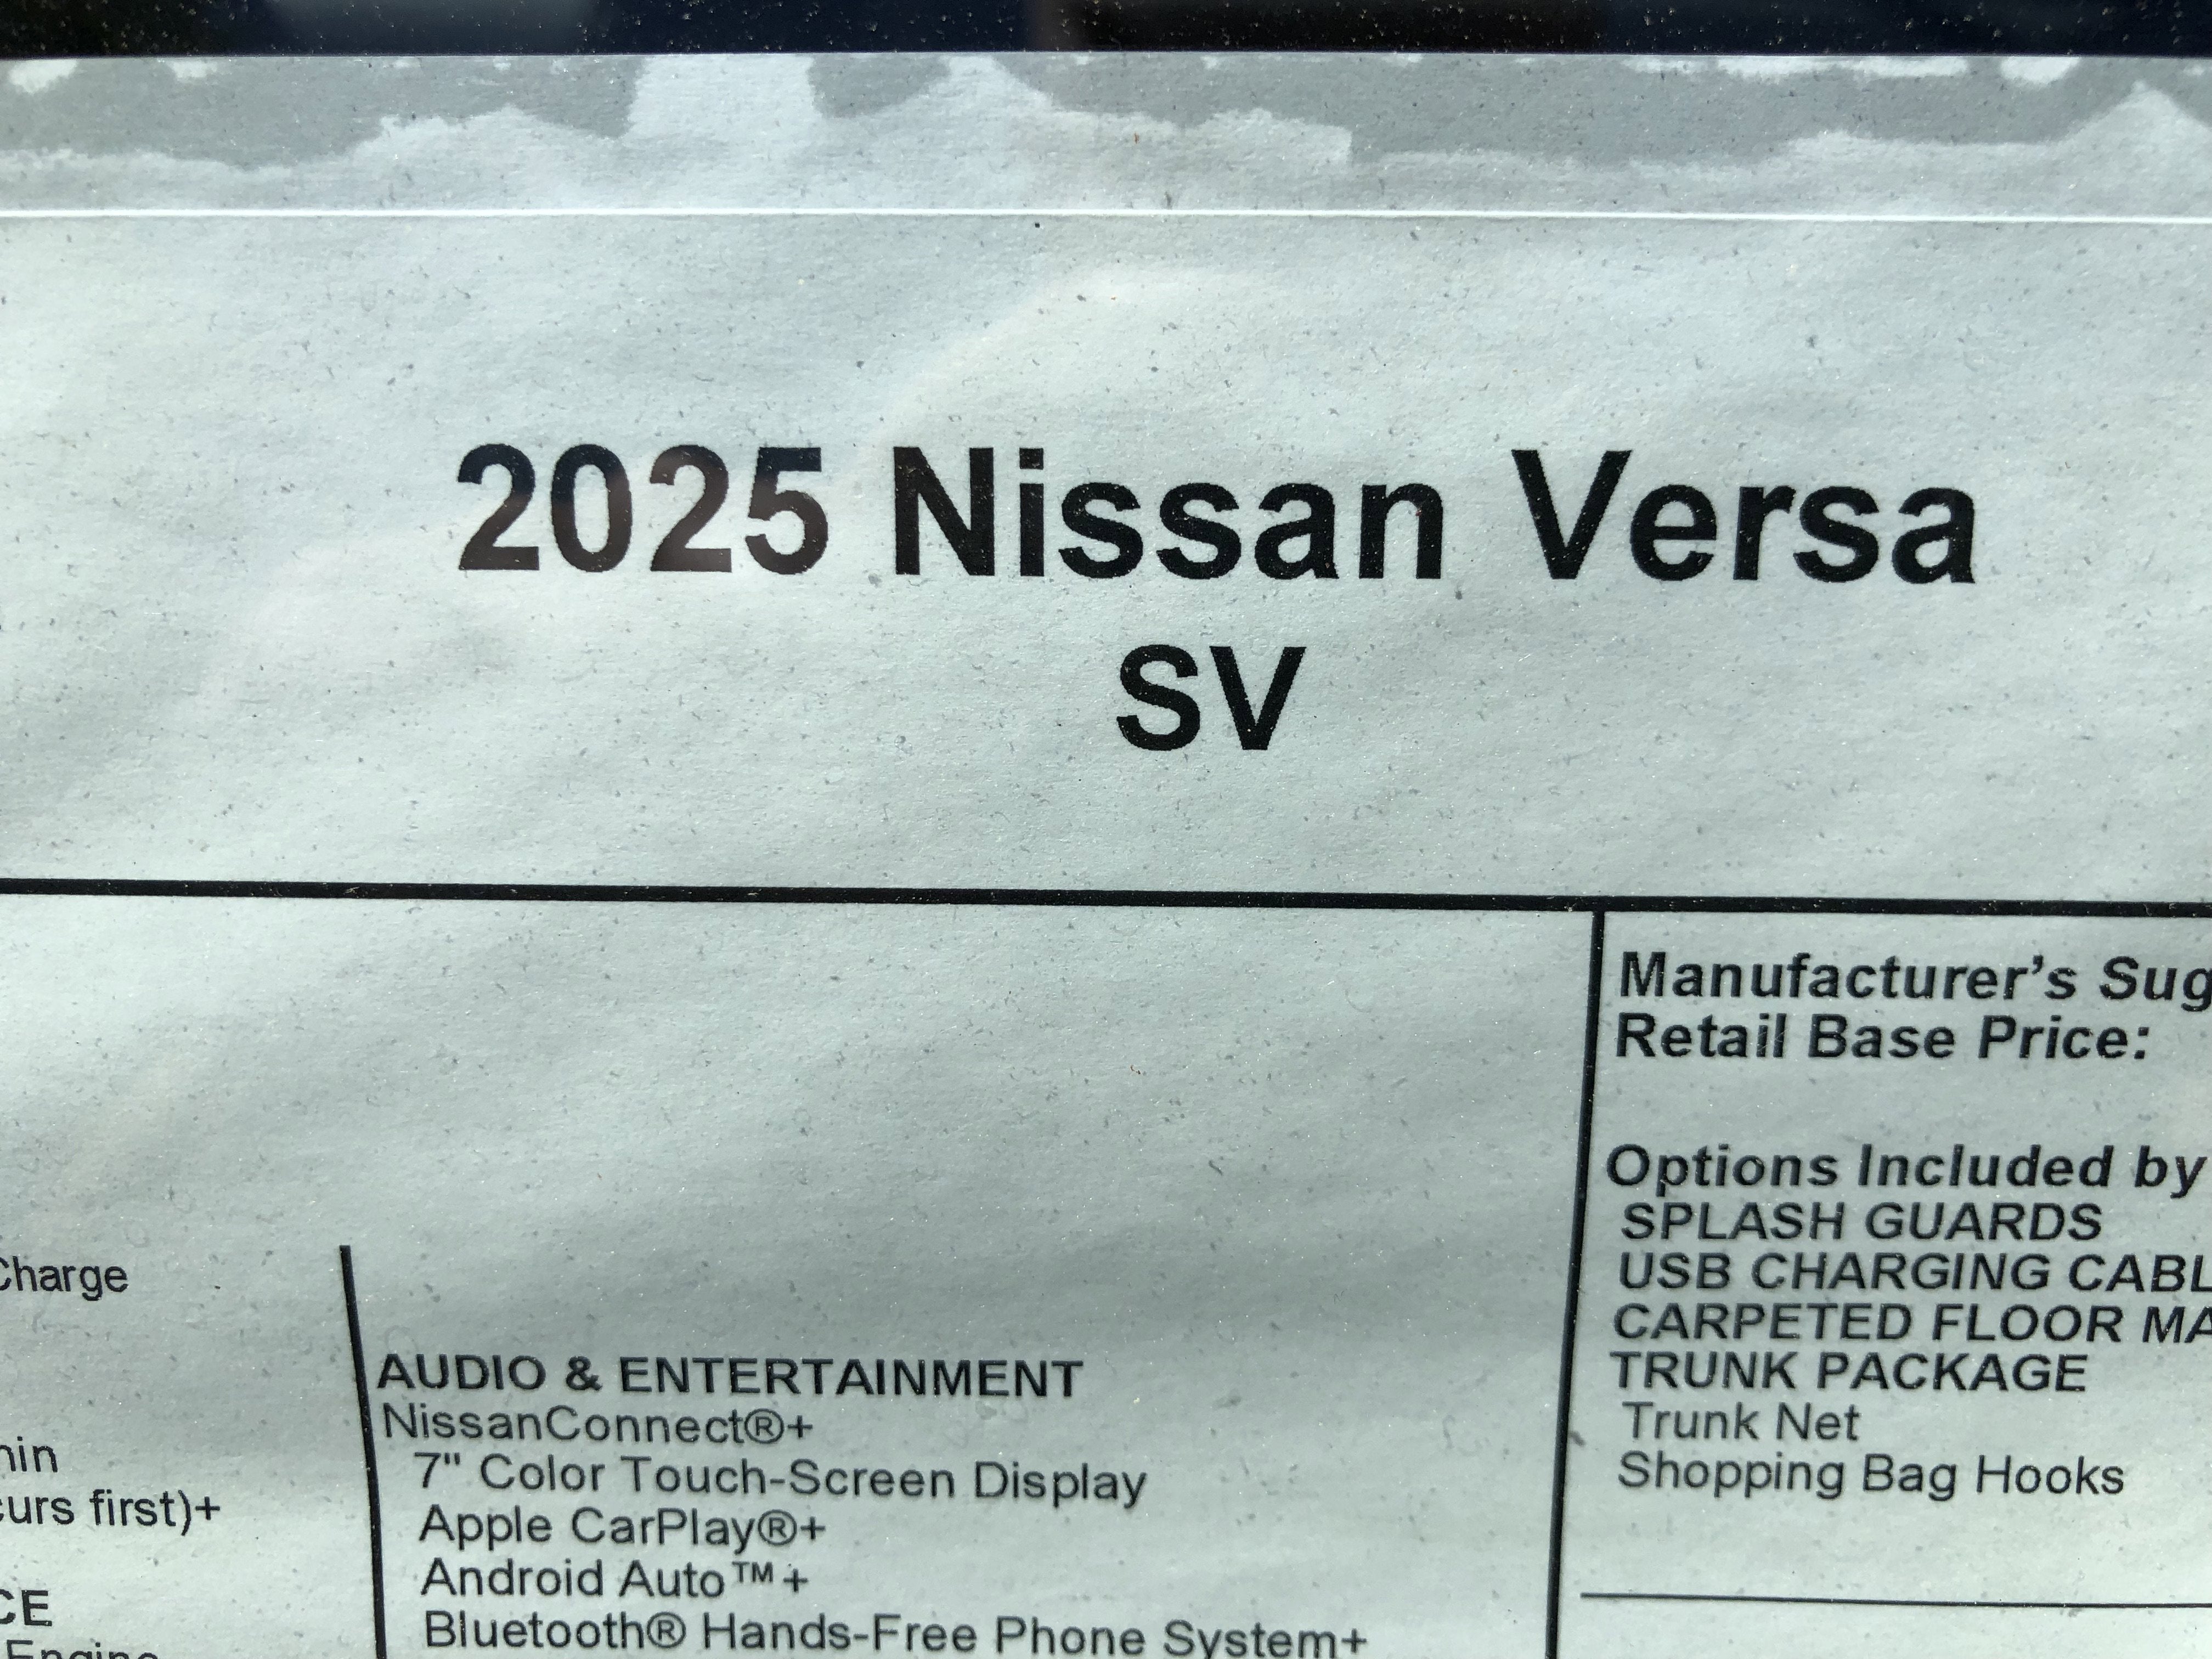 2025 Nissan Versa
SV
Charge
urs first)+
CE
Engine
AUDIO & ENTERTAINMENT
NissanConnect®+
7" Color Touch-Screen Display
Apple CarPlay®+
Android Auto™+
Bluetooth® Hands-Free Phone System+
Manufacturer's Sug
Retail Base Price:
Options Included by
SPLASH GUARDS
USB CHARGING CABL
CARPETED FLOOR MA
TRUNK PACKAGE
Trunk Net
Shopping Bag Hooks